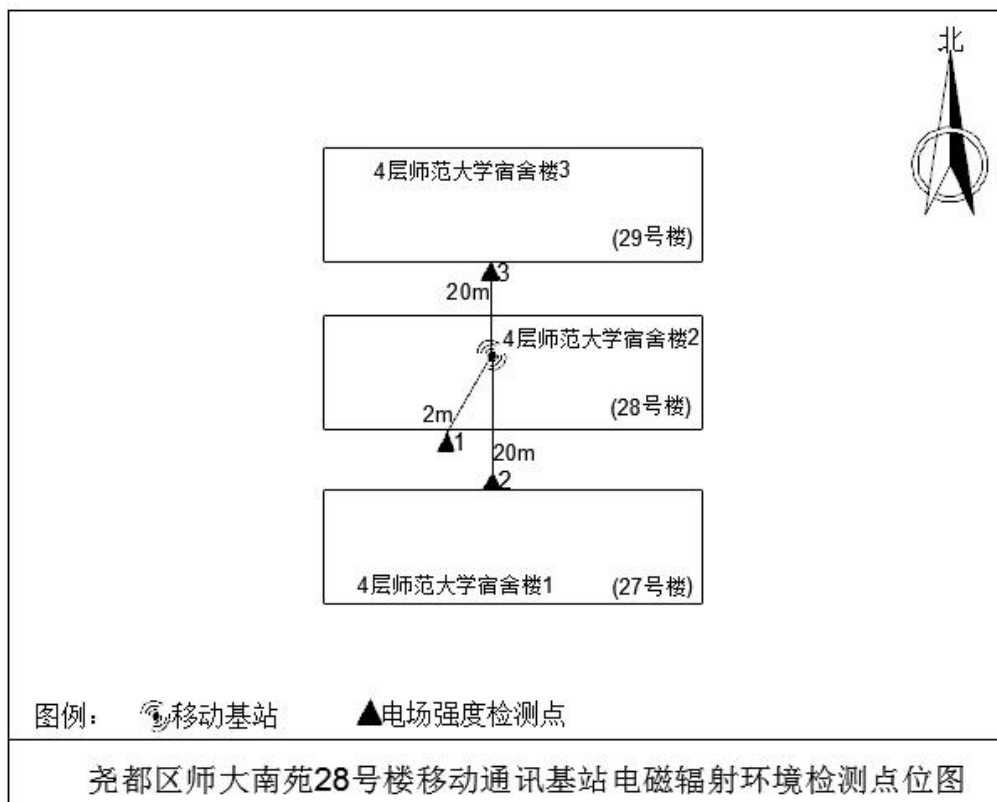 北
4层师范大学宿舍楼3
(29号楼)
3
20m
4层师范大学宿舍楼2
(28号楼)
2m
1
20m
2
4层师范大学宿舍楼1 (27号楼)
图例： 移动基站 电场强度检测点
尧都区师大南苑28号楼移动通讯基站电磁辐射环境检测点位图